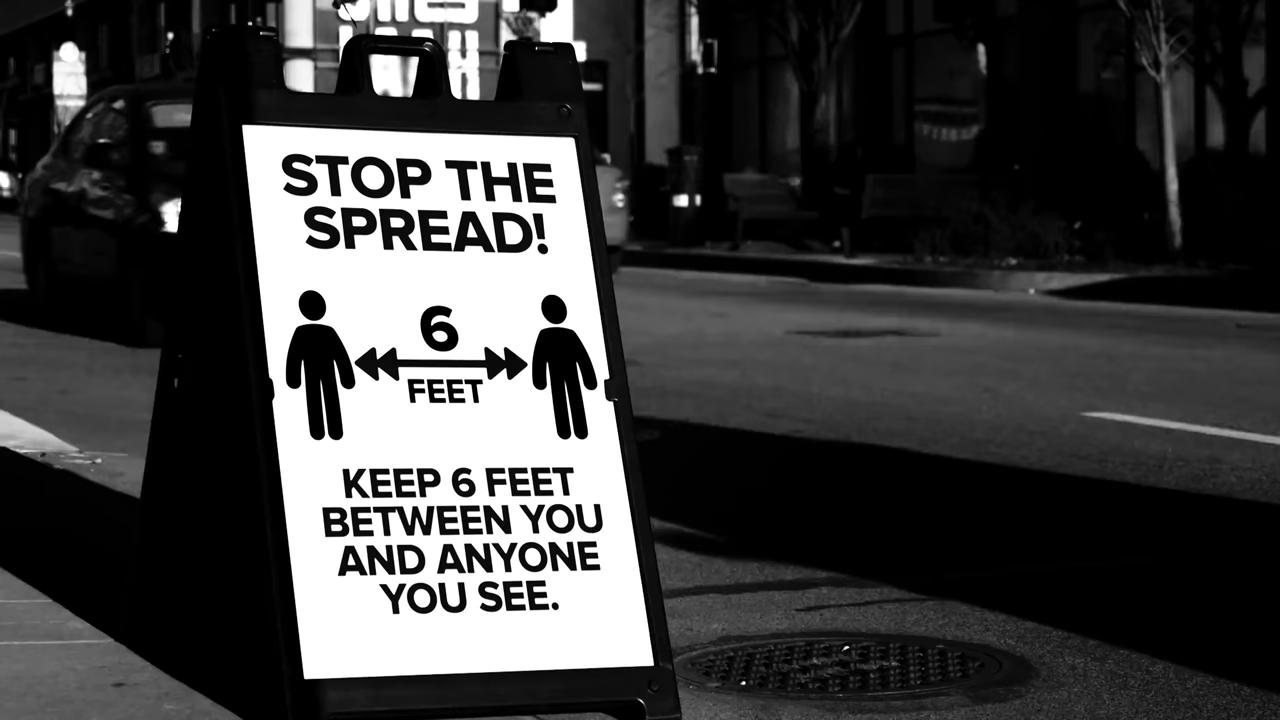 STOP THE
SPREAD!
6
FEET
KEEP 6 FEET
BETWEEN YOU
AND ANYONE
YOU SEE.